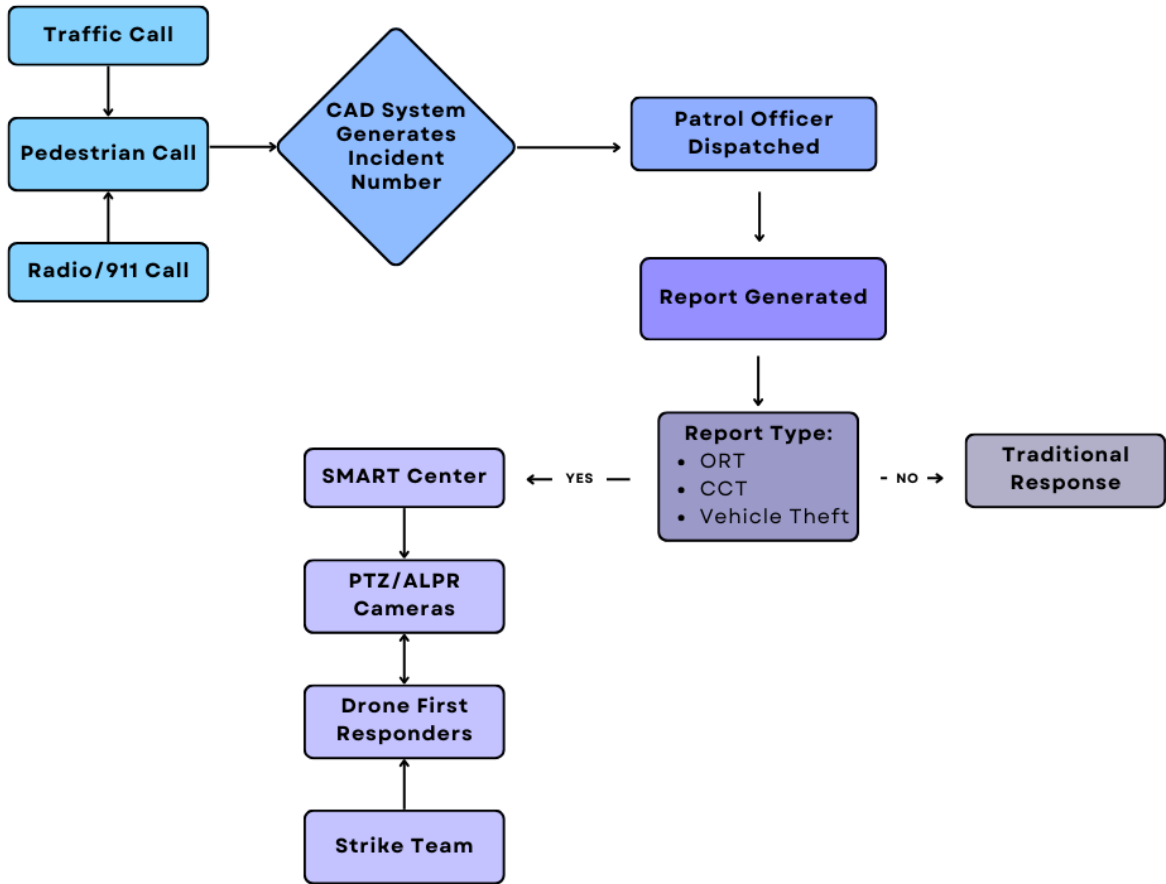 Traffic Call
Pedestrian Call
Radio/911 Call
CAD System
Generates
Incident
Number
Patrol Officer
Dispatched
Report Generated
Report Type:
• ORT
• CCT
• Vehicle Theft
NO
Traditional
Response
YES
SMART Center
PTZ/ALPR
Cameras
Drone First
Responders
Strike Team